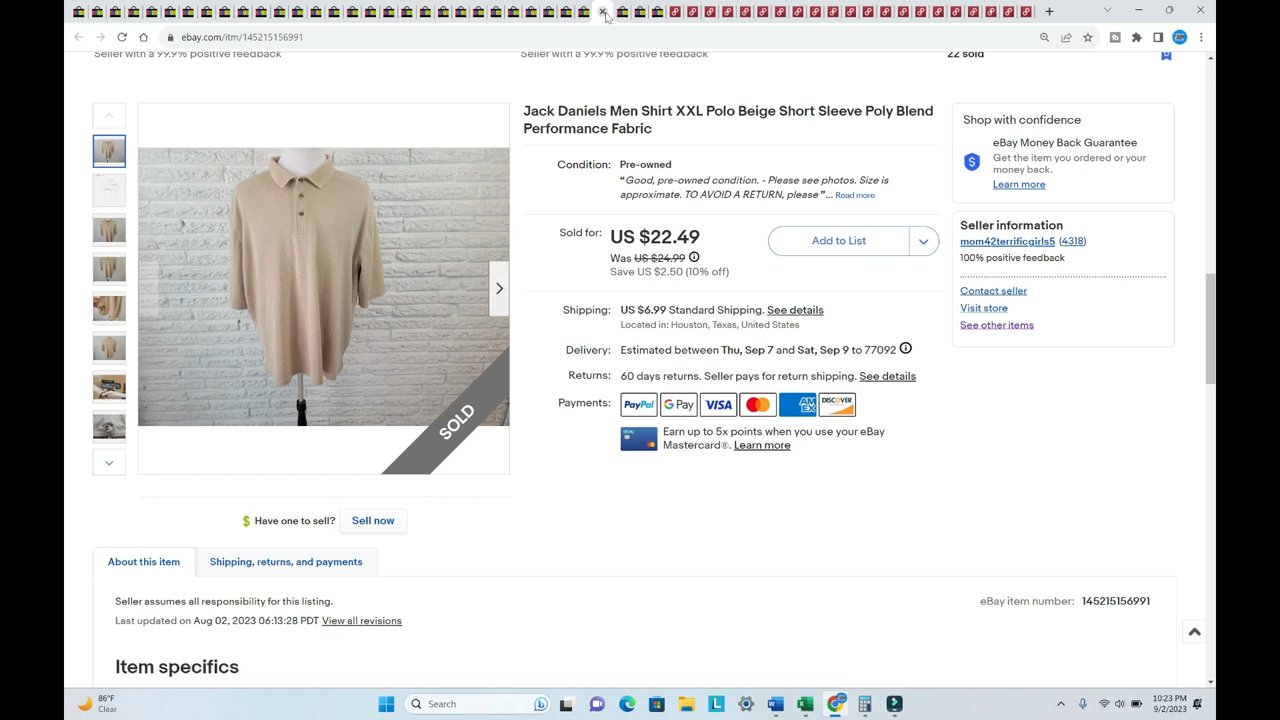 ebay.com/itm/145215156991
Seller with a 99.9% positive feedback
Seller with a 99.9% positive feedback
22 sold
Jack Daniels Men Shirt XXL Polo Beige Short Sleeve Poly Blend
Performance Fabric
Condition: Pre-owned
“Good, pre-owned condition. - Please see photos. Size is
approximate. TO AVOID A RETURN, please”... Read more
Sold for: US $22.49
Add to List
Was US $24.99
Save US $2.50 (10% off)
Shipping: US $6.99 Standard Shipping. See details
Located in: Houston, Texas, United States
Delivery: Estimated between Thu, Sep 7 and Sat, Sep 9 to 77092
Returns: 60 days returns. Seller pays for return shipping. See details
Payments: PayPal G Pay VISA MasterCard AM EX DISCOVER
Earn up to 5x points when you use your eBay
Mastercard®. Learn more
Shop with confidence
eBay Money Back Guarantee
Get the item you ordered or your
money back.
Learn more
Seller information
mom42terrificgirls5 (4318)
100% positive feedback
Contact seller
Visit store
See other items
SOLD
Have one to sell? Sell now
About this item
Shipping, returns, and payments
Seller assumes all responsibility for this listing.
Last updated on Aug 02, 2023 06:13:28 PDT View all revisions
eBay item number: 145215156991
Item specifics
86°F
Clear
Search
10:23 PM
9/2/2023